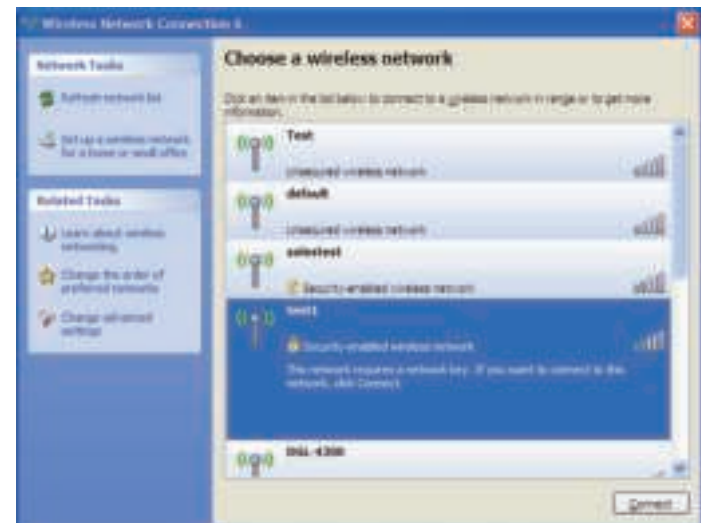 Wireless Network Connection 6
Network Tasks
Refresh network list
Set up a wireless network
for a home or small office
Related Tasks
Learn about wireless
networking
Change the order of
preferred networks
Change advanced
settings
Choose a wireless network
Click an item in the list below to connect to a wireless network in range or to get more
information.
Test
Unsecured wireless network
default
Unsecured wireless network
salestest
Security-enabled wireless network
test1
Security-enabled wireless network
This network requires a network key. If you want to connect to this
network, click Connect.
DGL-4300
Connect